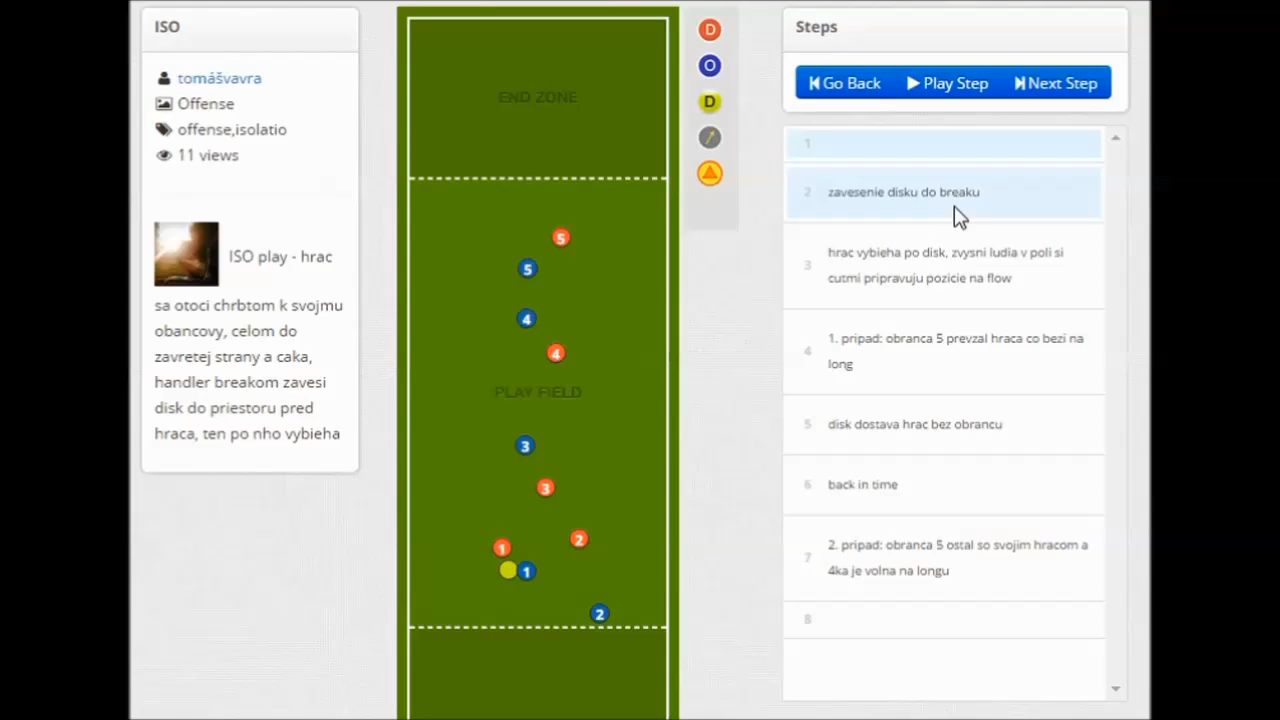 ISO
tomášvavra
Offense
offense,isolatio
11 views
ISO play - hrac
sa otoci chrbtom k svojmu
obancovy, celom do
zavretej strany a caka,
handler breakom zavesi
disk do priestoru pred
hraca, ten po nho vybieha
END ZONE
5
5
4
4
PLAY FIELD
3
3
2
1
1
2
D
O
D
Steps
Go Back Play Step Next Step
1
2 zavesenie disku do breaku
3 hrac vybieha po disk, zvysni ludia v poli si
cutmi pripravuju pozicie na flow
4 1. pripad: obranca 5 prevzal hraca co bezi na
long
5 disk dostava hrac bez obrancu
6 back in time
7 2. pripad: obranca 5 ostal so svojim hracom a
4ka je volna na longu
8